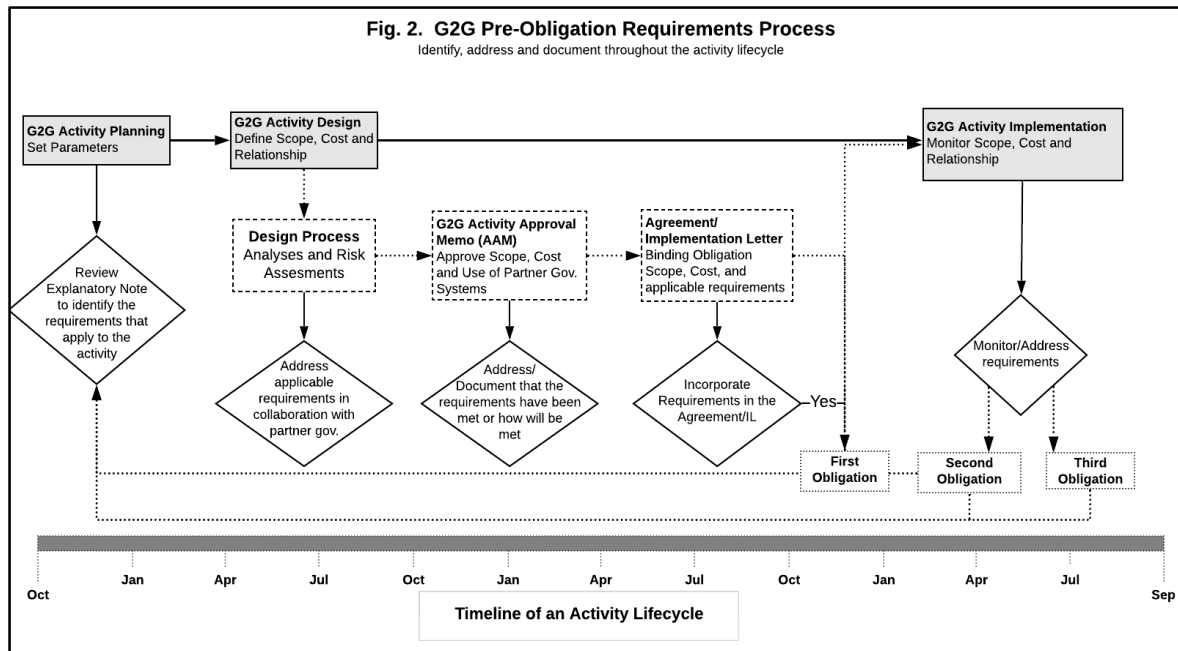 Fig. 2.  G2G Pre-Obligation Requirements Process
Identify, address and document throughout the activity lifecycle
G2G Activity Planning
Set Parameters
G2G Activity Design
Define Scope, Cost and
Relationship
G2G Activity Implementation
Monitor Scope, Cost and
Relationship
Design Process
Analyses and Risk
Assesments
G2G Activity Approval
Memo (AAM)
Approve Scope, Cost
and Use of Partner Gov.
Systems
Agreement/
Implementation Letter
Binding Obligation
Scope, Cost, and
applicable requirements
Review
Explanatory Note
to identify the
requirements that
apply to the
activity
Address
applicable
requirements in
collaboration with
partner gov.
Address/
Document that the
requirements have been
met or how will be
met
Incorporate
Requirements in the
Agreement/IL
Yes
Monitor/Address
requirements
First
Obligation
Second
Obligation
Third
Obligation
Oct
Jan
Apr
Jul
Oct
Jan
Apr
Jul
Oct
Jan
Apr
Jul
Sep
Timeline of an Activity Lifecycle